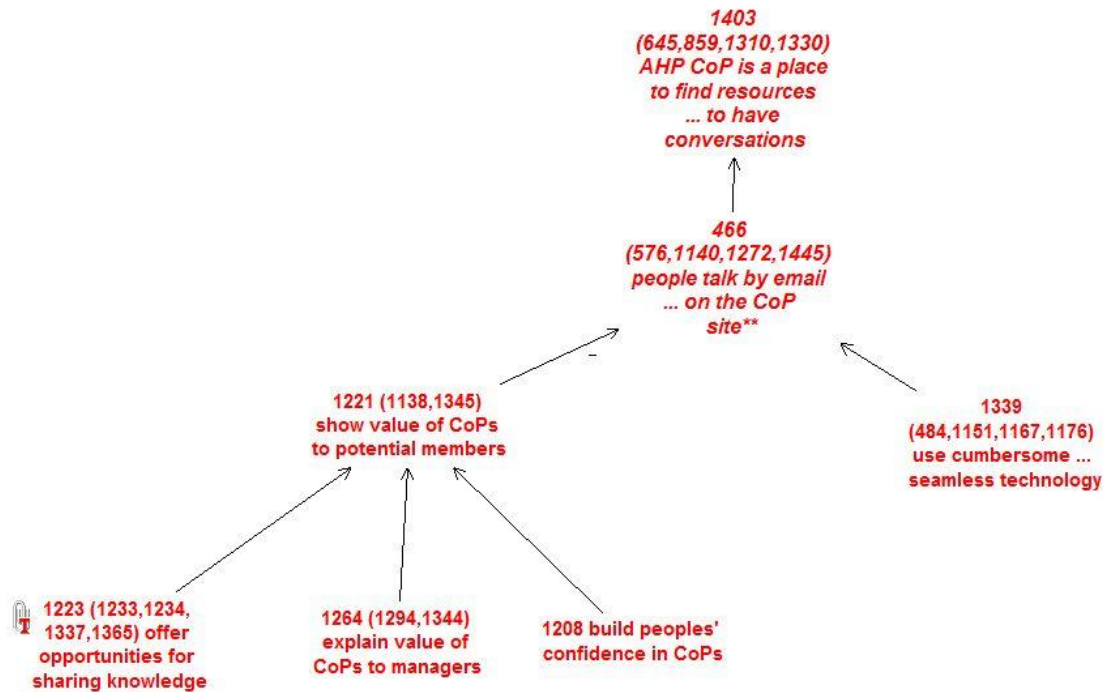 1403
(645,859,1310,1330)
AHP CoP is a place
to find resources
... to have
conversations
466
(576,1140,1272,1445)
people talk by email
... on the CoP
site**
-
1221 (1138,1345)
show value of CoPs
to potential members
1339
(484,1151,1167,1176)
use cumbersome ...
seamless technology
T
1223 (1233,1234,
1337,1365) offer
opportunities for
sharing knowledge
1264 (1294,1344)
explain value of
CoPs to managers
1208 build peoples'
confidence in CoPs